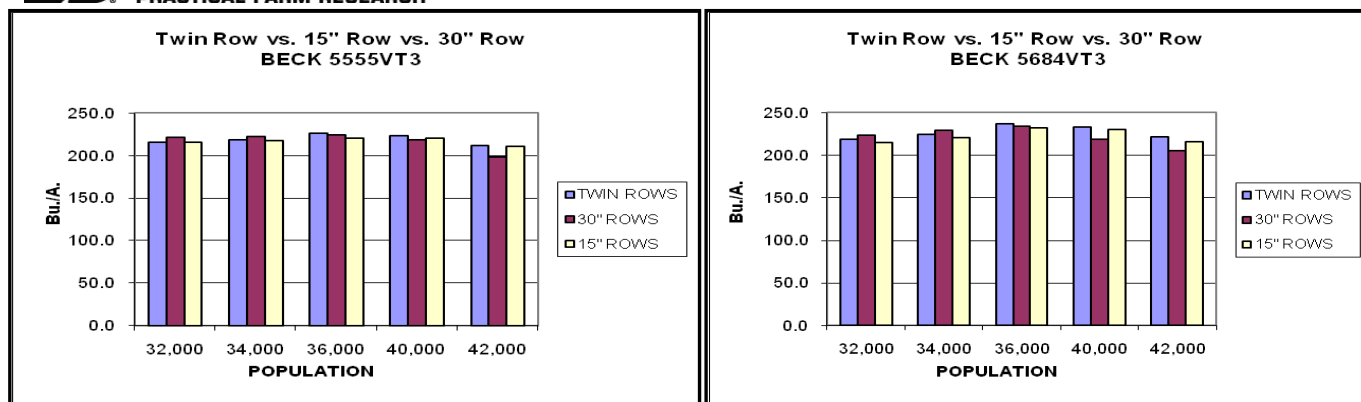 PRACTICAL FARM RESEARCH
Twin Row vs. 15" Row vs. 30" Row
BECK 5555VT3
250.0
200.0
150.0
100.0
50.0
0.0
Bu./A.
32,000 34,000 36,000 40,000 42,000
POPULATION
TWIN ROWS
30" ROWS
15" ROWS
Twin Row vs. 15" Row vs. 30" Row
BECK 5684VT3
250.0
200.0
150.0
100.0
50.0
0.0
Bu./A.
32,000 34,000 36,000 40,000 42,000
POPULATION
TWIN ROWS
30" ROWS
15" ROWS